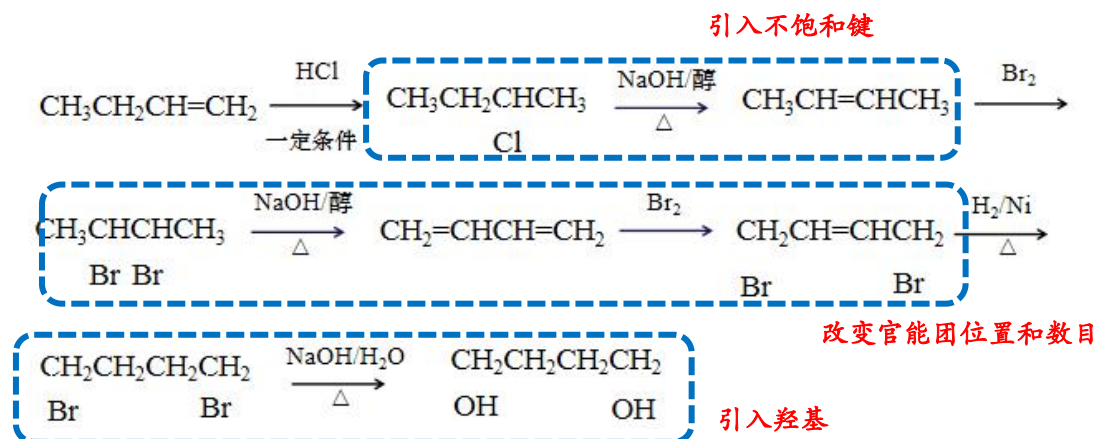 引入不饱和键
HCl NaOH/醇 Br₂
CH₃CH₂CH=CH₂ CH₃CH₂CHCH₃ CH₃CH=CHCH₃
一定条件 Cl △
NaOH/醇 Br₂ H₂/Ni
CH₃CHCHCH₃ CH₂=CHCH=CH₂ CH₂CH=CHCH₂
△ △
Br Br Br Br
改变官能团位置和数目
CH₂CH₂CH₂CH₂ NaOH/H₂O CH₂CH₂CH₂CH₂
Br Br △ OH OH
引入羟基